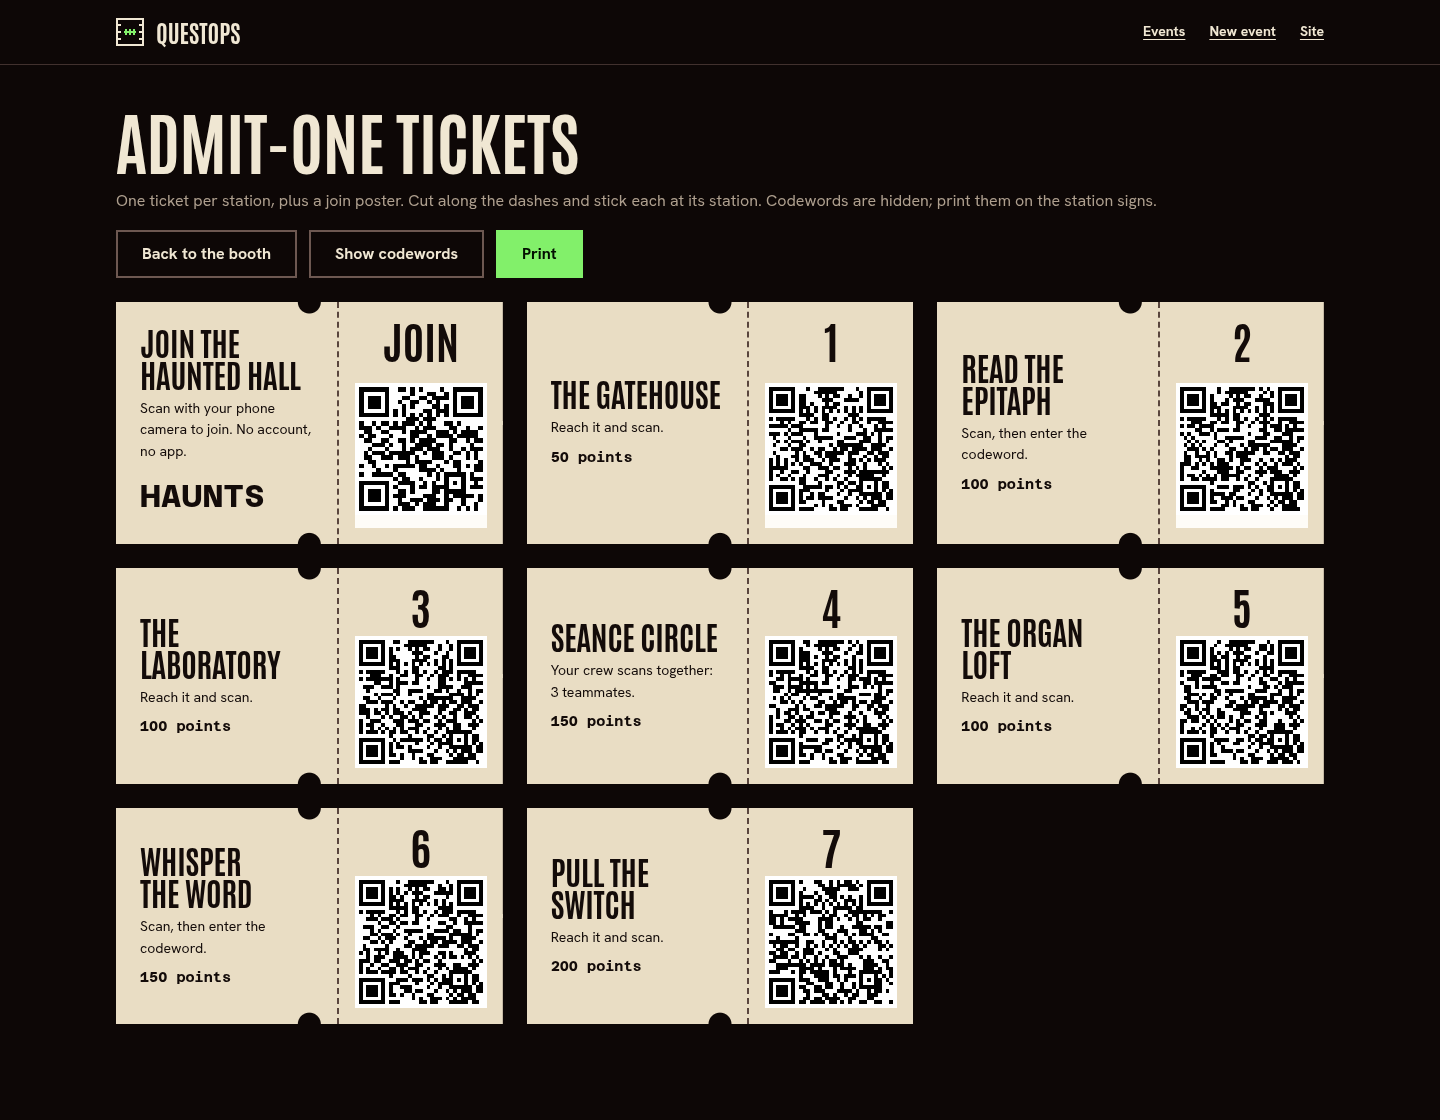 QUESTOPS
Events New event Site
ADMIT-ONE TICKETS
One ticket per station, plus a join poster. Cut along the dashes and stick each at its station. Codewords are hidden; print them on the station signs.
Back to the booth Show codewords Print
JOIN THE
HAUNTED HALL
Scan with your phone
camera to join. No account,
no app.
HAUNTS
JOIN
THE GATEHOUSE
Reach it and scan.
50 points
1
READ THE
EPITAPH
Scan, then enter the
codeword.
100 points
2
THE
LABORATORY
Reach it and scan.
100 points
3
SEANCE CIRCLE
Your crew scans together:
3 teammates.
150 points
4
THE ORGAN
LOFT
Reach it and scan.
100 points
5
WHISPER
THE WORD
Scan, then enter the
codeword.
150 points
6
PULL THE
SWITCH
Reach it and scan.
200 points
7